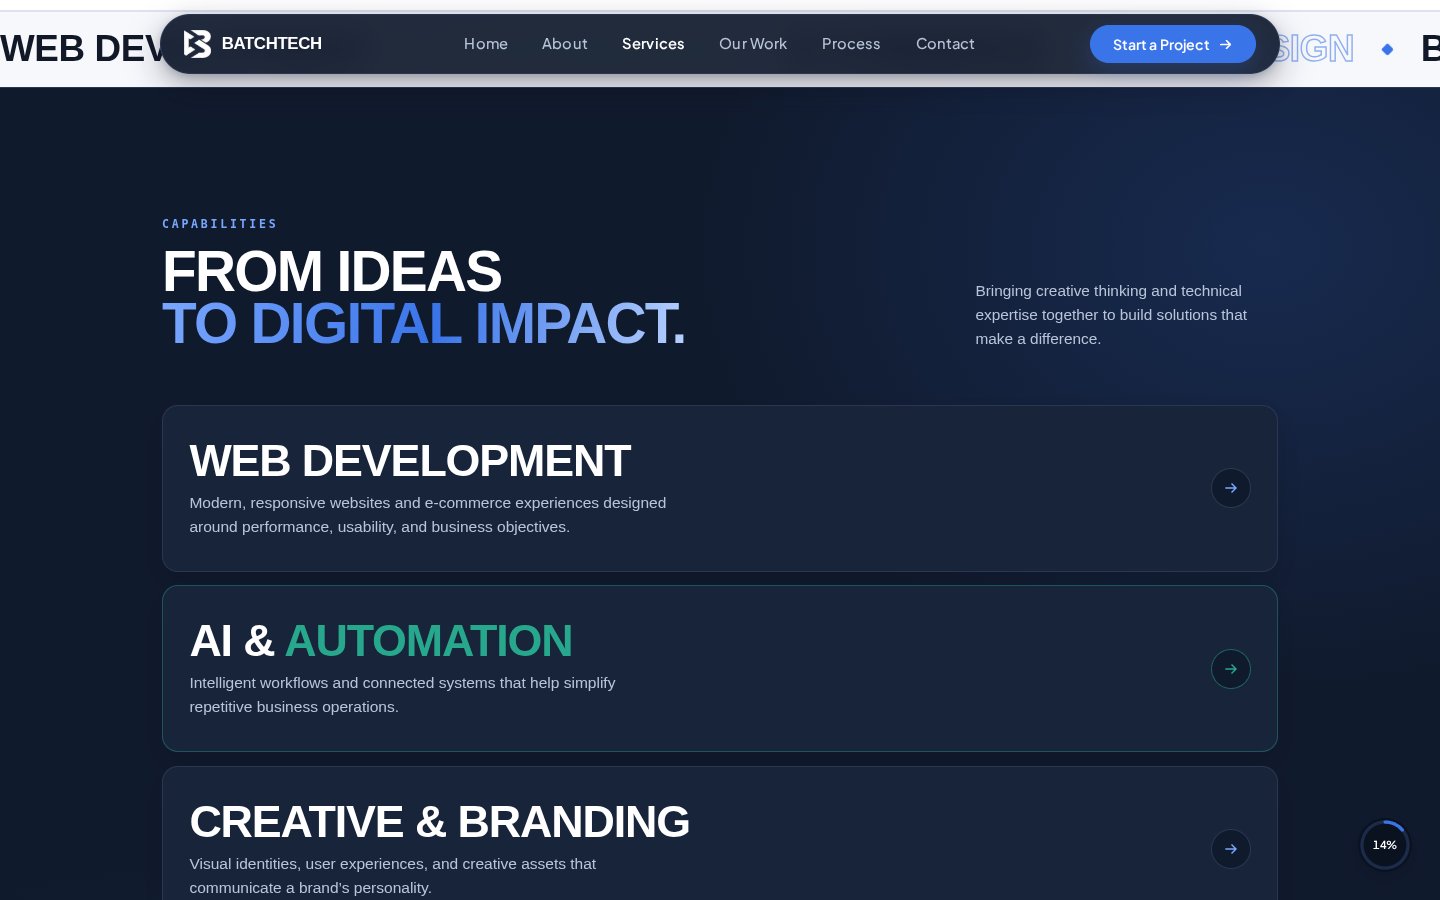 WEB DEV
BATCHTECH
Home
About
Services
Our Work
Process
Contact
Start a Project
SIGN
B
CAPABILITIES
FROM IDEAS
TO DIGITAL IMPACT.
Bringing creative thinking and technical
expertise together to build solutions that
make a difference.
WEB DEVELOPMENT
Modern, responsive websites and e-commerce experiences designed
around performance, usability, and business objectives.
AI & AUTOMATION
Intelligent workflows and connected systems that help simplify
repetitive business operations.
CREATIVE & BRANDING
Visual identities, user experiences, and creative assets that
communicate a brand's personality.
14%